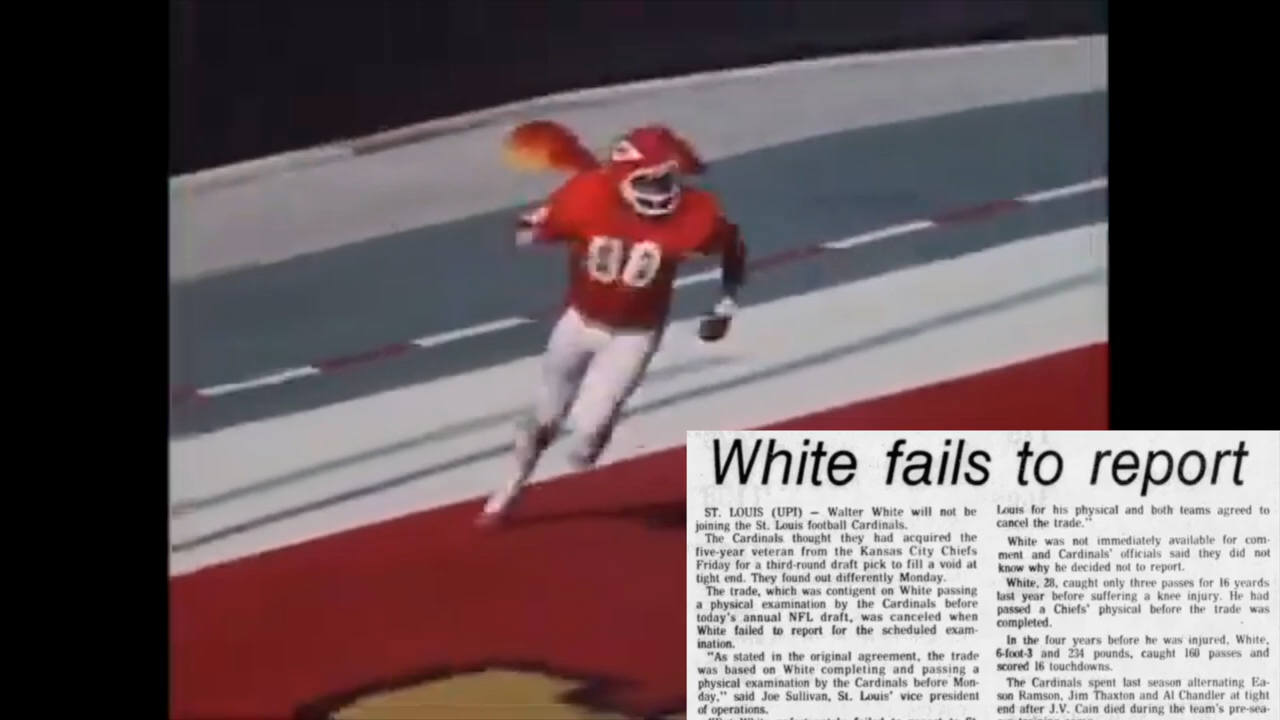 88
White fails to report
ST. LOUIS (UPI) — Walter White will not be
joining the St. Louis football Cardinals.
The Cardinals thought they had acquired the
five-year veteran from the Kansas City Chiefs
Friday for a third-round draft pick to fill a void at
tight end. They found out differently Monday.
The trade, which was contigent on White passing
a physical examination by the Cardinals before
today's annual NFL draft, was canceled when
White failed to report for the scheduled exam-
ination.
"As stated in the original agreement, the trade
was based on White completing and passing a
physical examination by the Cardinals before Mon-
day," said Joe Sullivan, St. Louis' vice president
of operations.
Louis for his physical and both teams agreed to
cancel the trade."
White was not immediately available for com-
ment and Cardinals' officials said they did not
know why he decided not to report.
White, 28, caught only three passes for 16 yeards
last year before suffering a knee injury. He had
passed a Chiefs' physical before the trade was
completed.
In the four years before he was injured, White,
6-foot-3 and 234 pounds, caught 160 passes and
scored 16 touchdowns.
The Cardinals spent last season alternating Ea-
son Ramson, Jim Thaxton and Al Chandler at tight
end after J.V. Cain died during the team's pre-sea-